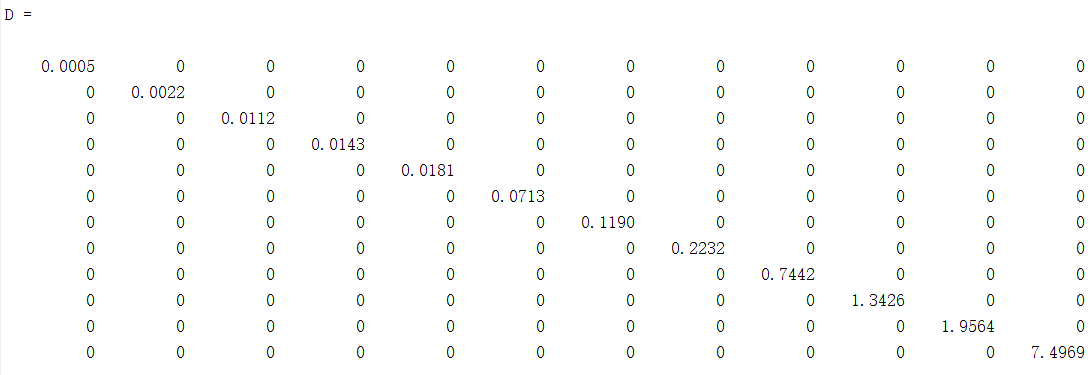 D =
0.0005 0 0 0 0 0 0 0 0 0 0 0
0 0.0022 0 0 0 0 0 0 0 0 0 0
0 0 0.0112 0 0 0 0 0 0 0 0 0
0 0 0 0.0143 0 0 0 0 0 0 0 0
0 0 0 0 0.0181 0 0 0 0 0 0 0
0 0 0 0 0 0.0713 0 0 0 0 0 0
0 0 0 0 0 0 0.1190 0 0 0 0 0
0 0 0 0 0 0 0 0.2232 0 0 0 0
0 0 0 0 0 0 0 0 0.7442 0 0 0
0 0 0 0 0 0 0 0 0 1.3426 0 0
0 0 0 0 0 0 0 0 0 0 1.9564 0
0 0 0 0 0 0 0 0 0 0 0 7.4969